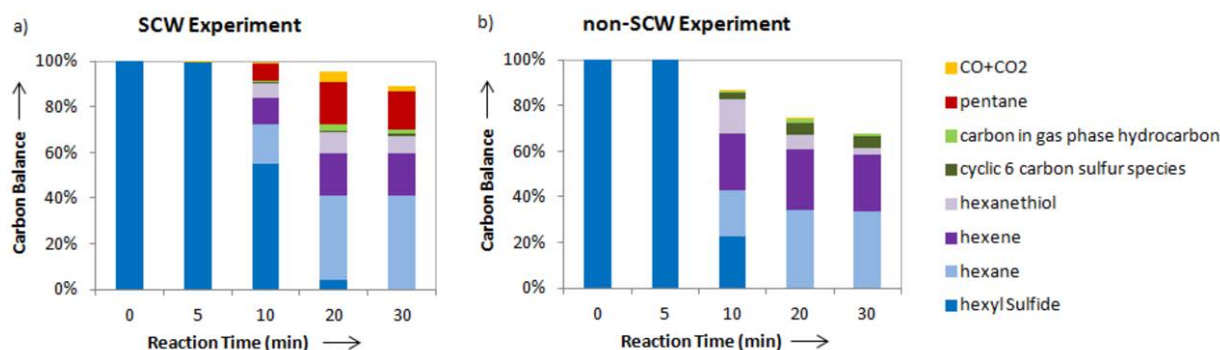 a)
SCW Experiment
100%
80%
60%
40%
20%
0%
Carbon Balance
0 5 10 20 30
Reaction Time (min)
b)
non-SCW Experiment
100%
80%
60%
40%
20%
0%
Carbon Balance
0 5 10 20 30
Reaction Time (min)
CO+CO2
pentane
carbon in gas phase hydrocarbon
cyclic 6 carbon sulfur species
hexanethiol
hexene
hexane
hexyl Sulfide